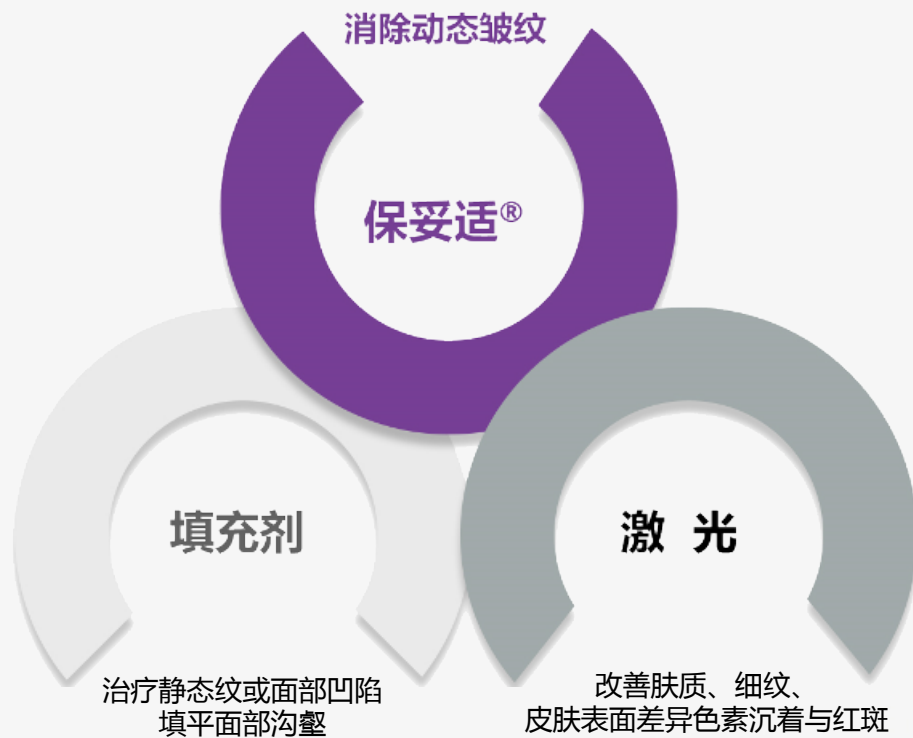 消除动态皱纹
保妥适®
填充剂
激 光
治疗静态纹或面部凹陷
填平面部沟壑
改善肤质、细纹、
皮肤表面差异色素沉着与红斑